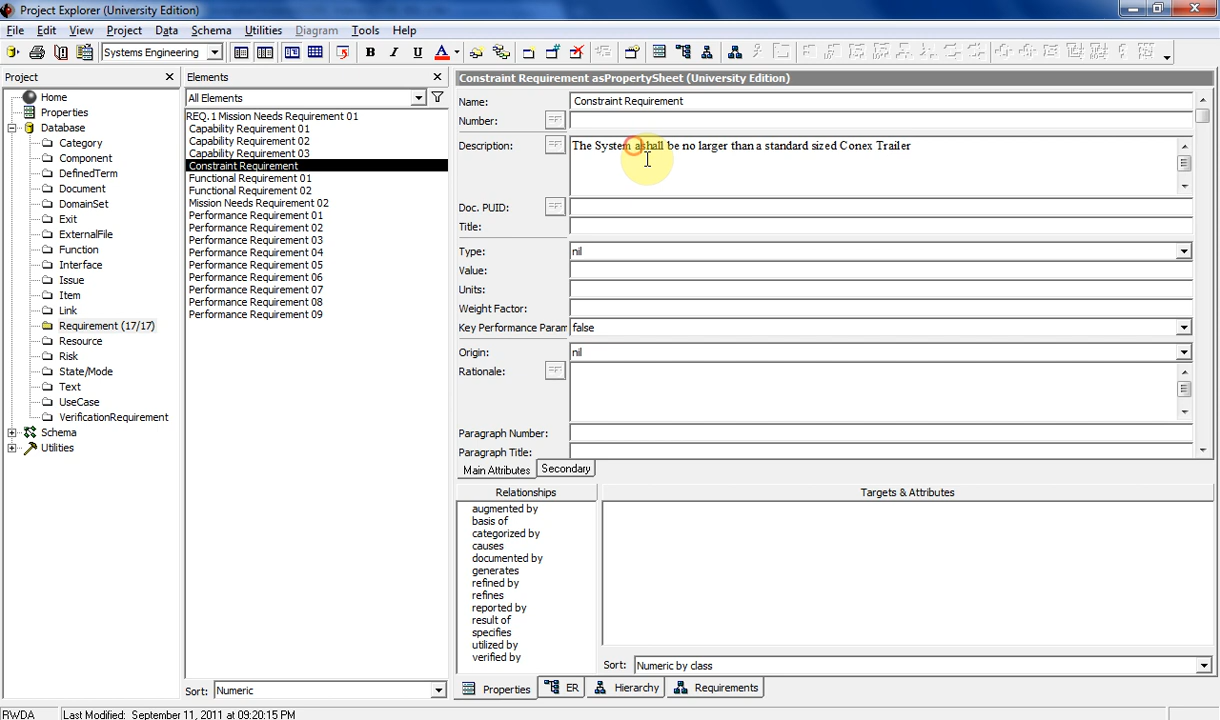 Project Explorer (University Edition)
File Edit View Project Data Schema Utilities Diagram Tools Help
Systems Engineering B I U A
Project
Home
Properties
Database
Category
Component
DefinedTerm
Document
DomainSet
Exit
ExternalFile
Function
Interface
Issue
Item
Link
Requirement (17/17)
Resource
Risk
State/Mode
Text
UseCase
VerificationRequirement
Schema
Utilities
Elements
All Elements
REQ.1 Mission Needs Requirement 01
Capability Requirement 01
Capability Requirement 02
Capability Requirement 03
Constraint Requirement
Functional Requirement 01
Functional Requirement 02
Mission Needs Requirement 02
Performance Requirement 01
Performance Requirement 02
Performance Requirement 03
Performance Requirement 04
Performance Requirement 05
Performance Requirement 06
Performance Requirement 07
Performance Requirement 08
Performance Requirement 09
Sort: Numeric
Constraint Requirement asPropertySheet (University Edition)
Name: Constraint Requirement
Number:
Description: The System ashall be no larger than a standard sized Conex Trailer
Doc. PUID:
Title:
Type: nil
Value:
Units:
Weight Factor:
Key Performance Param false
Origin: nil
Rationale:
Paragraph Number:
Paragraph Title:
Main Attributes Secondary
Relationships
augmented by
basis of
categorized by
causes
documented by
generates
refined by
refines
reported by
result of
specifies
utilized by
verified by
Targets & Attributes
Sort: Numeric by class
Properties ER Hierarchy Requirements
RWDA Last Modified: September 11, 2011 at 09:20:15 PM